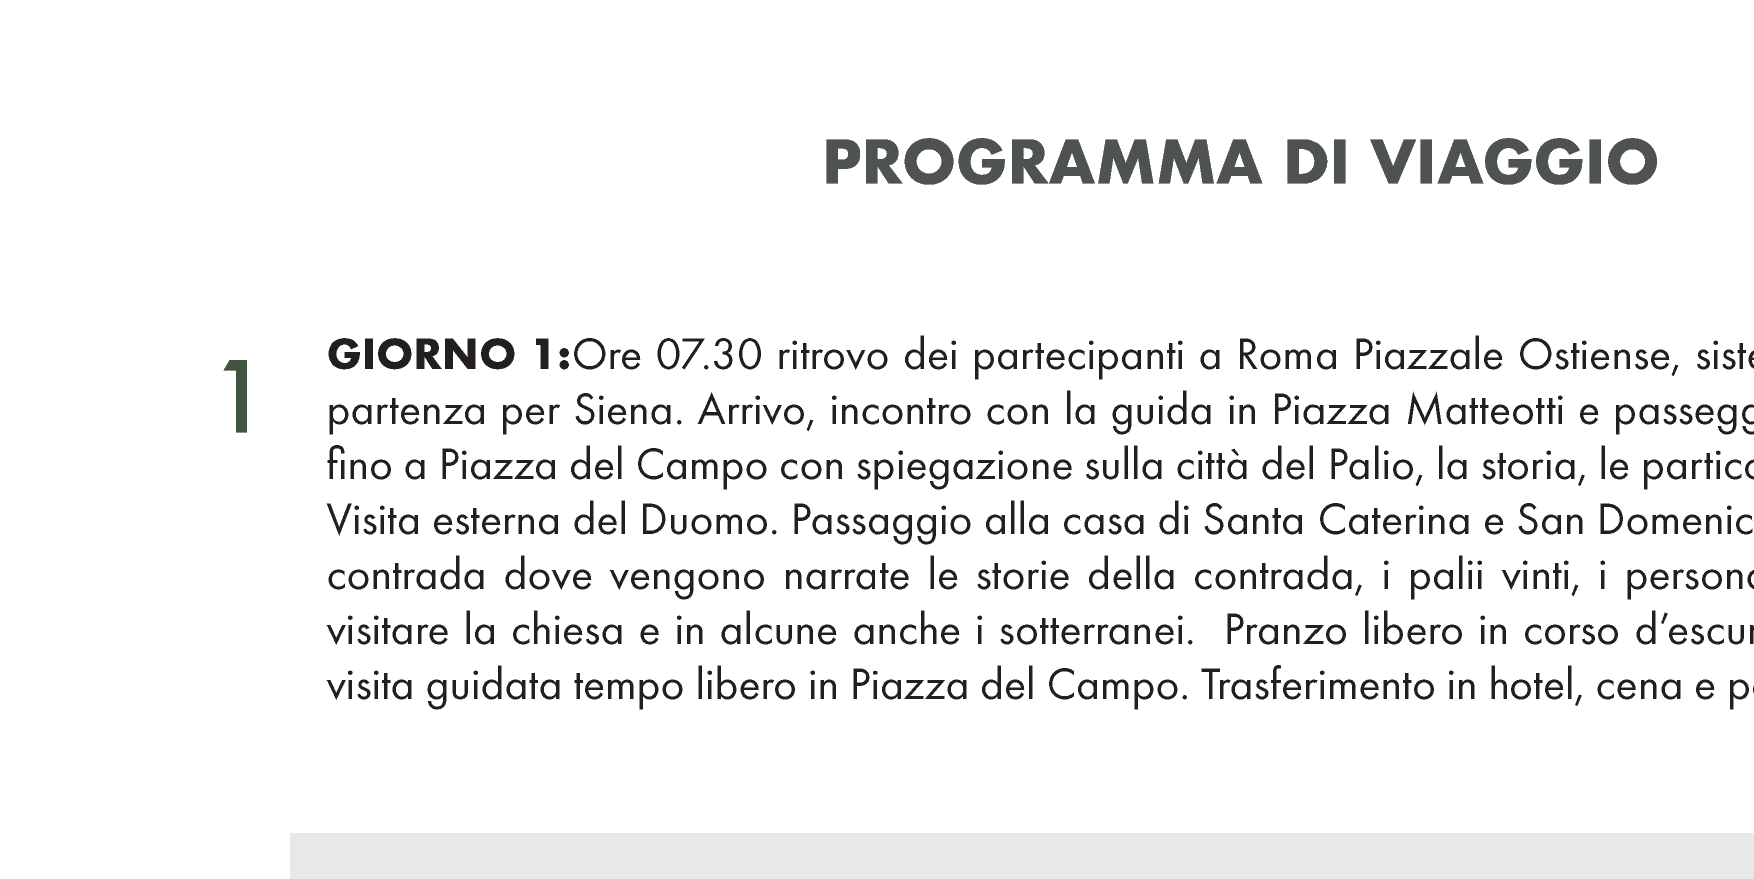 PROGRAMMA DI VIAGGIO
1
GIORNO 1:Ore 07.30 ritrovo dei partecipanti a Roma Piazzale Ostiense,
partenza per Siena. Arrivo, incontro con la guida in Piazza Matteotti e
fino a Piazza del Campo con spiegazione sulla città del Palio, la storia, le
Visita esterna del Duomo. Passaggio alla casa di Santa Caterina e San
contrada dove vengono narrate le storie della contrada, i palii vinti, i
visitare la chiesa e in alcune anche i sotterranei.  Pranzo libero in corso
visita guidata tempo libero in Piazza del Campo. Trasferimento in hotel, cena e